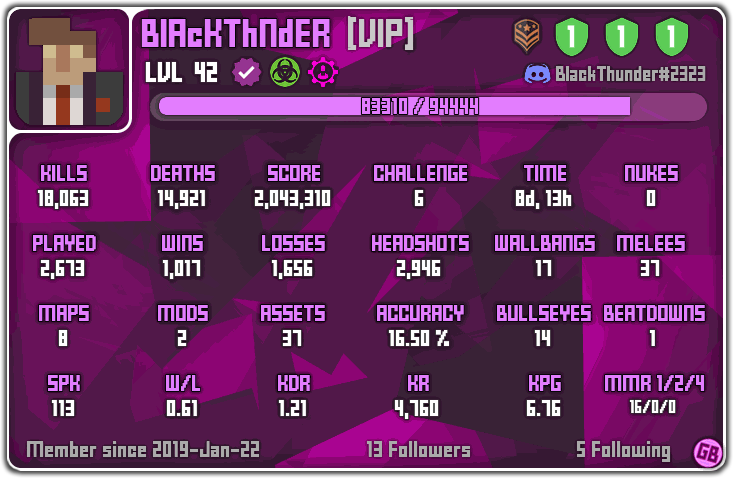 BlAcKThNdER [VIP]
1 1 1
LVL 42
BlackThunder#2323
83310 / 94444
KILLS DEATHS SCORE CHALLENGE TIME NUKES
18,063 14,921 2,043,310 6 8d, 13h 0
PLAYED WINS LOSSES HEADSHOTS WALLBANGS MELEES
2,673 1,017 1,656 2,946 17 37
MAPS MODS ASSETS ACCURACY BULLSEYES BEATDOWNS
8 2 37 16.50 % 14 1
SPK W/L KDR KR KPG MMR 1/2/4
113 0.61 1.21 4,760 6.76 16/0/0
Member since 2019-Jan-22 13 Followers 5 Following
GB